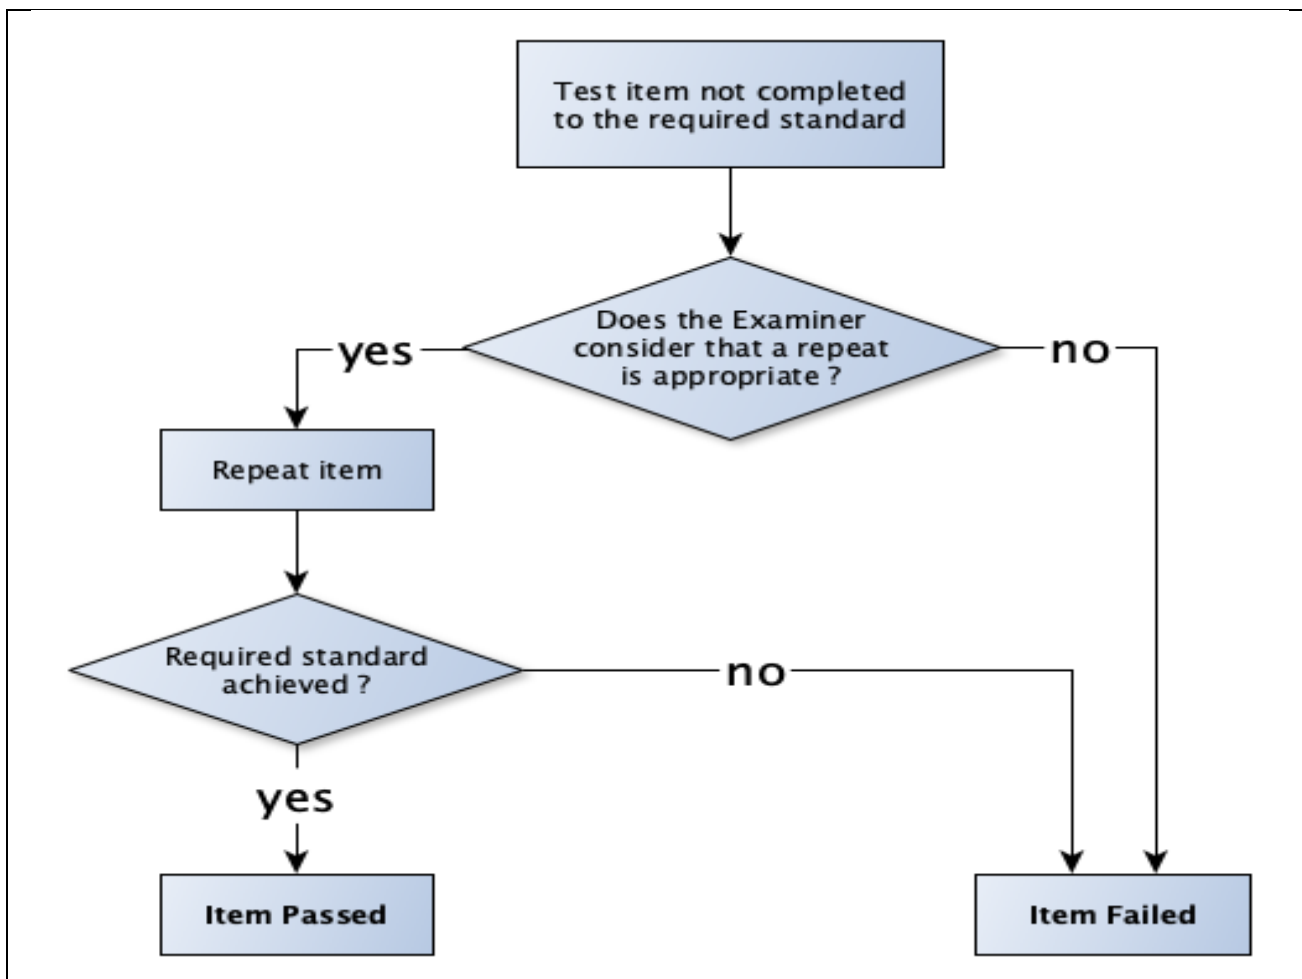 Test item not completed
to the required standard
Does the Examiner
consider that a repeat
is appropriate ?
yes
no
Repeat item
Required standard
achieved ?
no
yes
Item Passed
Item Failed